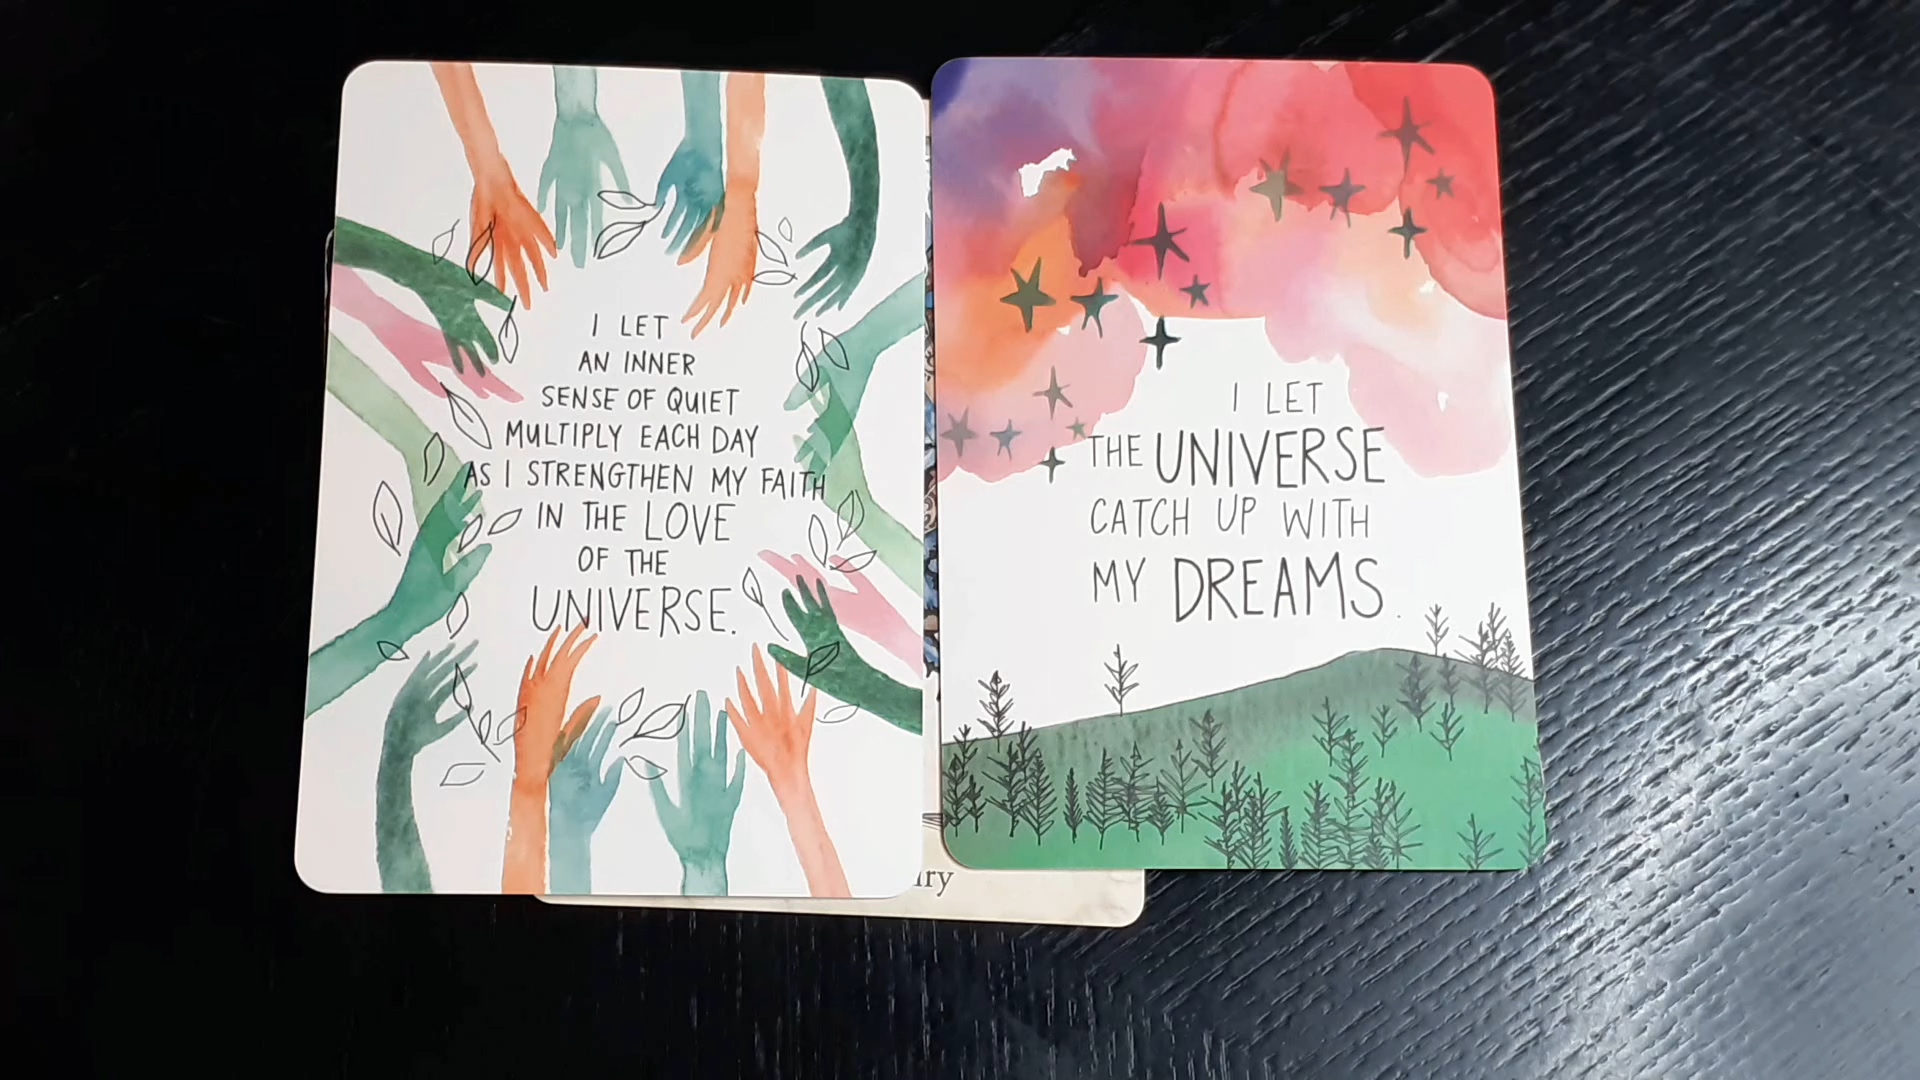 I LET
AN INNER
SENSE OF QUIET
MULTIPLY EACH DAY
AS I STRENGTHEN MY FAITH
IN THE LOVE
OF THE
UNIVERSE.
I LET
THE UNIVERSE
CATCH UP WITH
MY DREAMS.